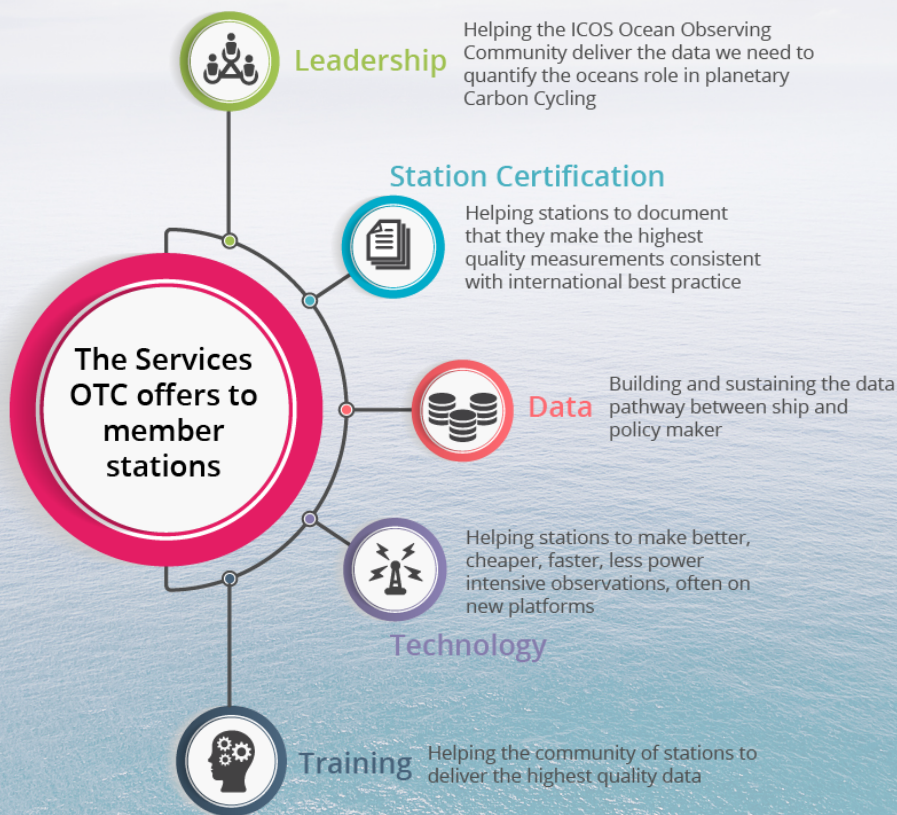 Leadership
Helping the ICOS Ocean Observing
Community deliver the data we need to
quantify the oceans role in planetary
Carbon Cycling
Station Certification
Helping stations to document
that they make the highest
quality measurements consistent
with international best practice
The Services
OTC offers to
member
stations
Data
Building and sustaining the data
pathway between ship and
policy maker
Helping stations to make better,
cheaper, faster, less power
intensive observations, often on
new platforms
Technology
Training
Helping the community of stations to
deliver the highest quality data